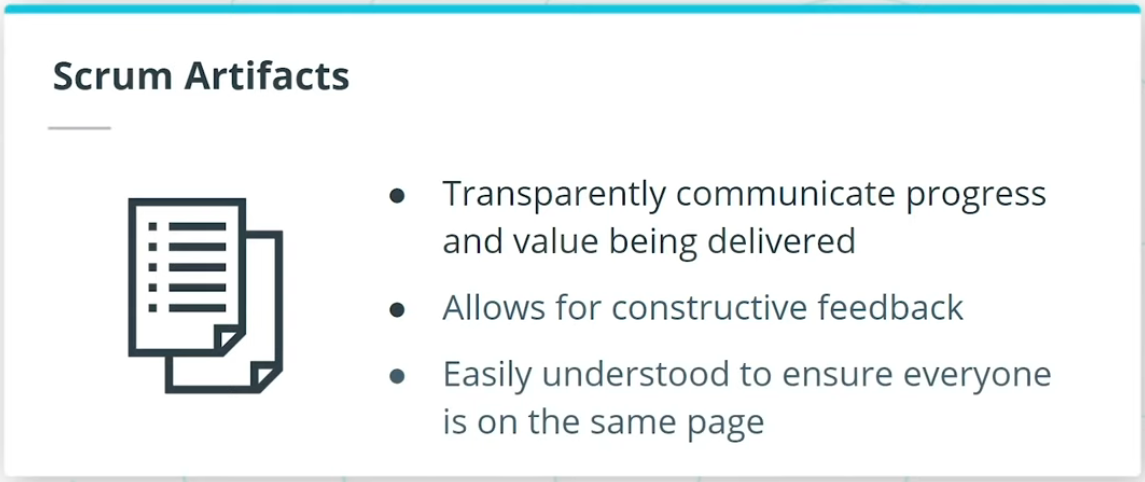 Scrum Artifacts
● Transparently communicate progress
and value being delivered
● Allows for constructive feedback
● Easily understood to ensure everyone
is on the same page